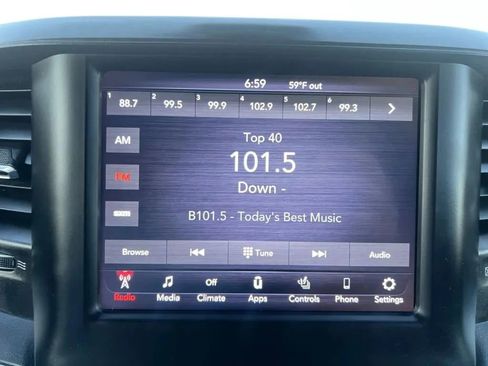 6:59 59°F out
1 88.7 2 99.5 3 99.9 4 102.9 5 102.7 6 99.3
AM
Top 40
101.5
FM
Down -
B101.5 - Today's Best Music
Browse Tune Audio
Off
Radio Media Climate Apps Controls Phone Settings